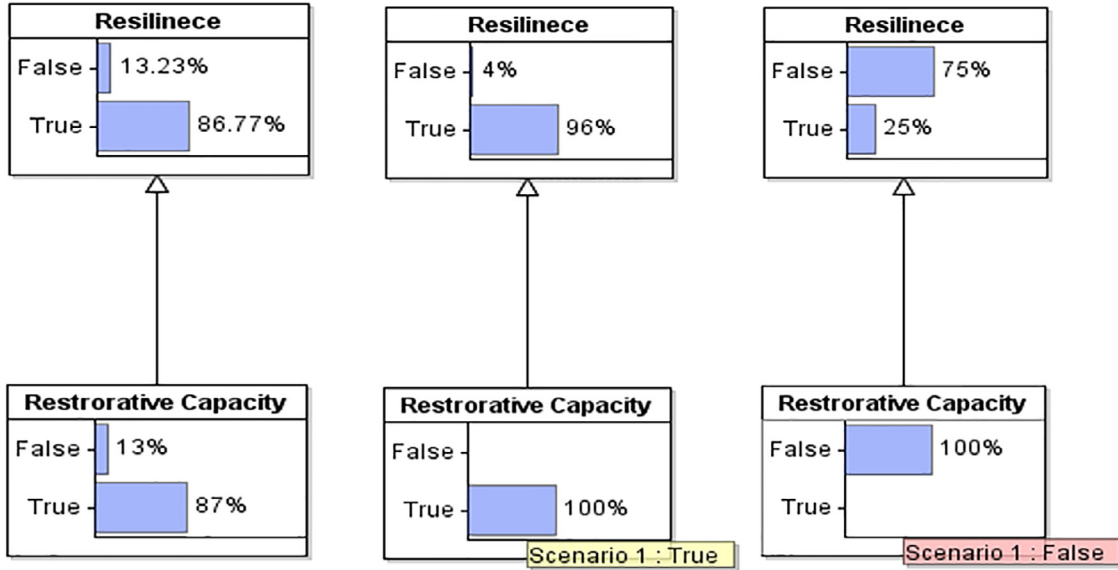 Resilinece
False
13.23%
True
86.77%
Resilinece
False
4%
True
96%
Resilinece
False
75%
True
25%
Restrorative Capacity
False
13%
True
87%
Restrorative Capacity
False
True
100%
Scenario 1 : True
Restrorative Capacity
False
100%
True
Scenario 1 : False